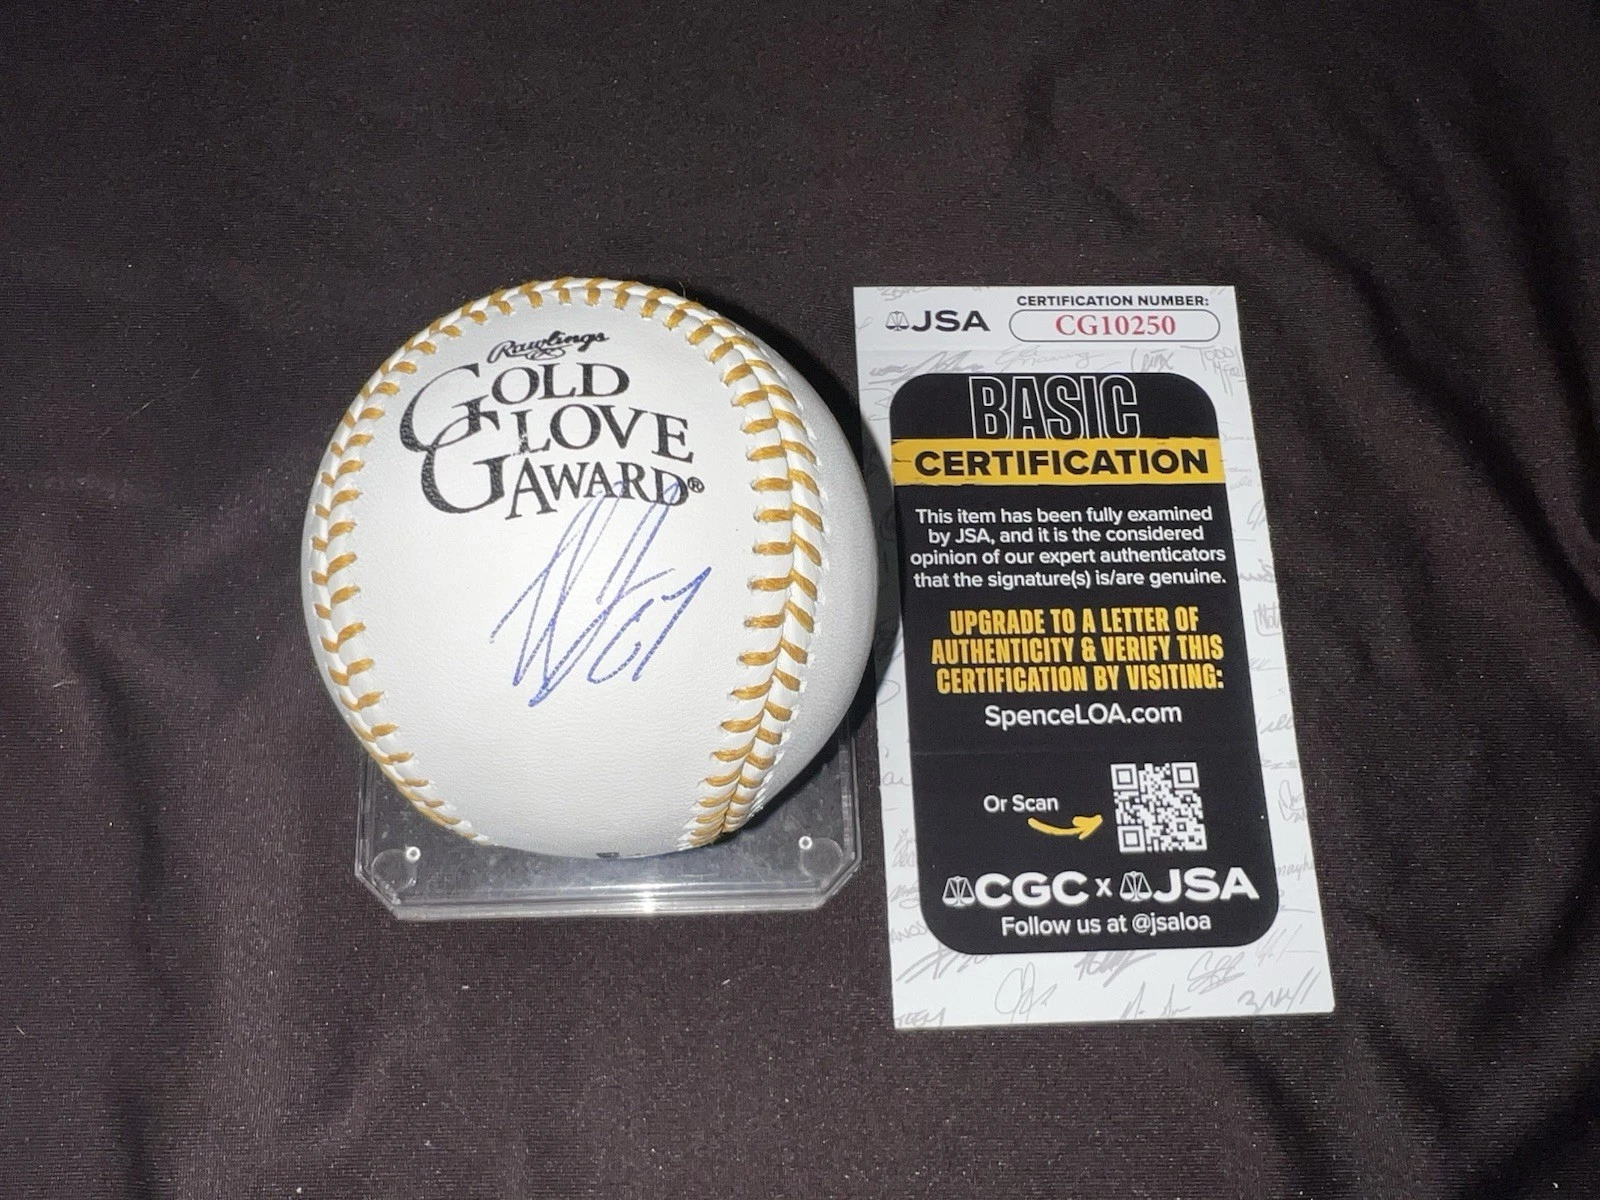 Rawlings
GOLD
GLOVE
AWARD®
JSA
CERTIFICATION NUMBER:
CG10250
BASIC
CERTIFICATION
This item has been fully examined
by JSA, and it is the considered
opinion of our expert authenticators
that the signature(s) is/are genuine.
UPGRADE TO A LETTER OF
AUTHENTICITY & VERIFY THIS
CERTIFICATION BY VISITING:
SpenceLOA.com
Or Scan
CGC x JSA
Follow us at @jsaloa